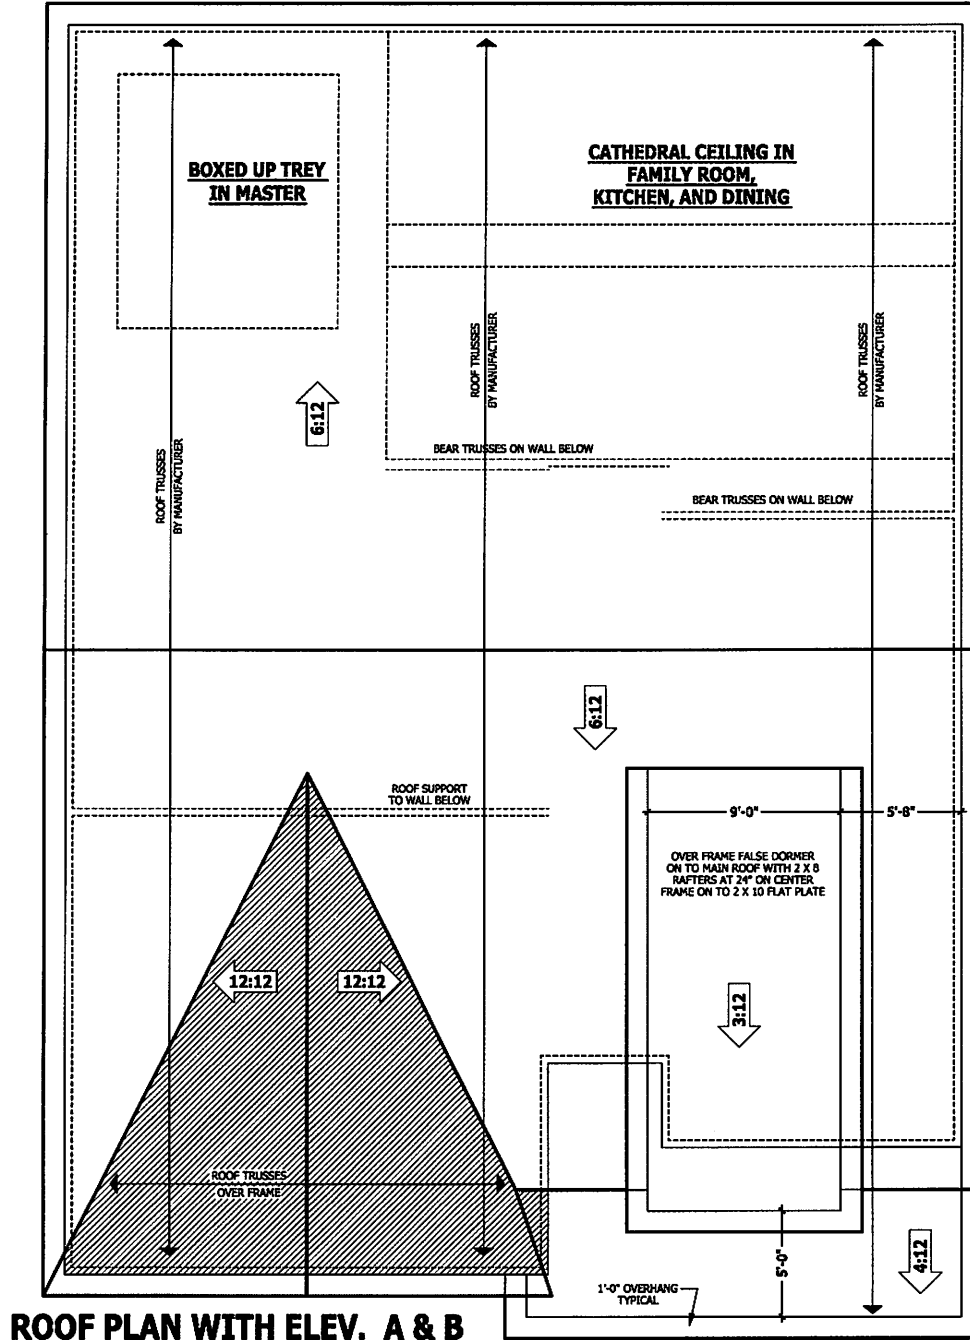 BOXED UP TREY
IN MASTER
CATHEDRAL CEILING IN
FAMILY ROOM,
KITCHEN, AND DINING
ROOF TRUSSES
BY MANUFACTURER
ROOF TRUSSES
BY MANUFACTURER
6:12
BEAR TRUSSES ON WALL BELOW
ROOF TRUSSES
BY MANUFACTURER
BEAR TRUSSES ON WALL BELOW
6:12
ROOF SUPPORT
TO WALL BELOW
9'-0"
5'-8"
OVER FRAME FALSE DORMER
ON TO MAIN ROOF WITH 2 X 8
RAFTERS AT 24" ON CENTER
FRAME ON TO 2 X 10 FLAT PLATE
12:12
12:12
3:12
ROOF TRUSSES
OVER FRAME
5'-0"
4:12
1'-0" OVERHANG
TYPICAL
ROOF PLAN WITH ELEV. A & B